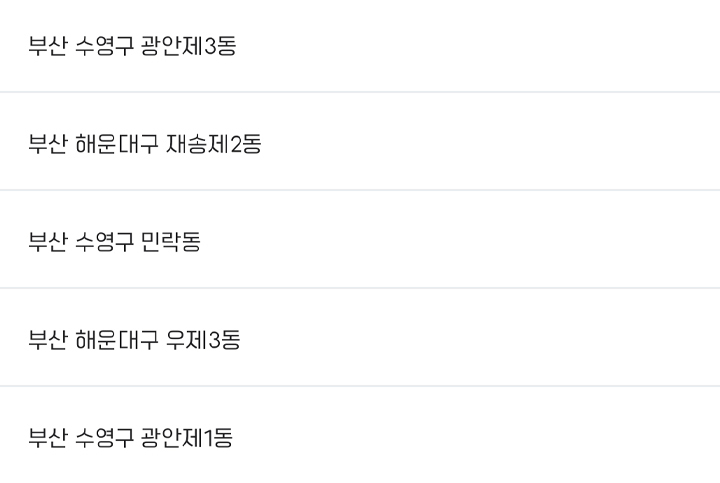 부산 수영구 광안제3동
부산 해운대구 재송제2동
부산 수영구 민락동
부산 해운대구 우제3동
부산 수영구 광안제1동